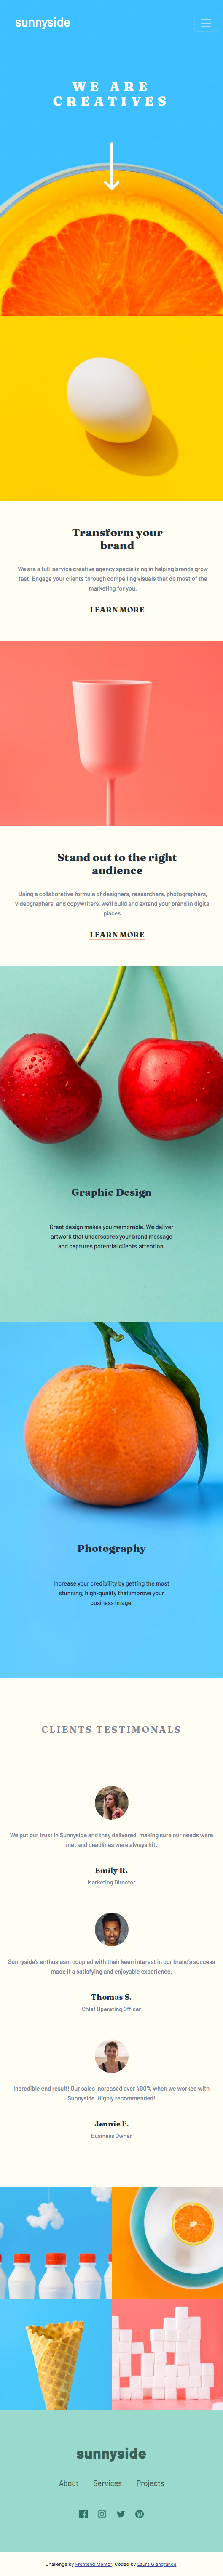 sunnyside
WE ARE
CREATIVES
Transform your
brand
We are a full-service creative agency specializing in helping brands grow
fast. Engage your clients through compelling visuals that do most of the
marketing for you.
LEARN MORE
Stand out to the right
audience
Using a collaborative formula of designers, researchers, photographers,
videographers, and copywriters, we'll build and extend your brand in digital
places.
LEARN MORE
Graphic Design
Great design makes you memorable. We deliver
artwork that underscores your brand message
and captures potential clients' attention.
Photography
Increase your credibility by getting the most
stunning, high-quality that improve your
business image.
CLIENTS TESTIMONALS
We put our trust in Sunnyside and they delivered, making sure our needs were
met and deadlines were always hit.
Emily R.
Marketing Director
Sunnyside's enthusiasm coupled with their keen interest in our brand's success
made it a satisfying and enjoyable experience.
Thomas S.
Chief Operating Officer
Incredible end result! Our sales increased over 400% when we worked with
Sunnyside. Highly recommended!
Jennie F.
Business Owner
sunnyside
About Services Projects
Challenge by Frontend Mentor. Coded by Laura Giangrande.